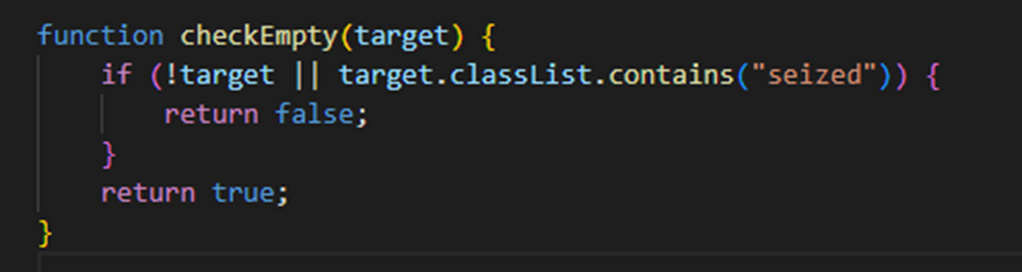 function checkEmpty(target) {
    if (!target || target.classList.contains("seized")) {
        return false;
    }
    return true;
}